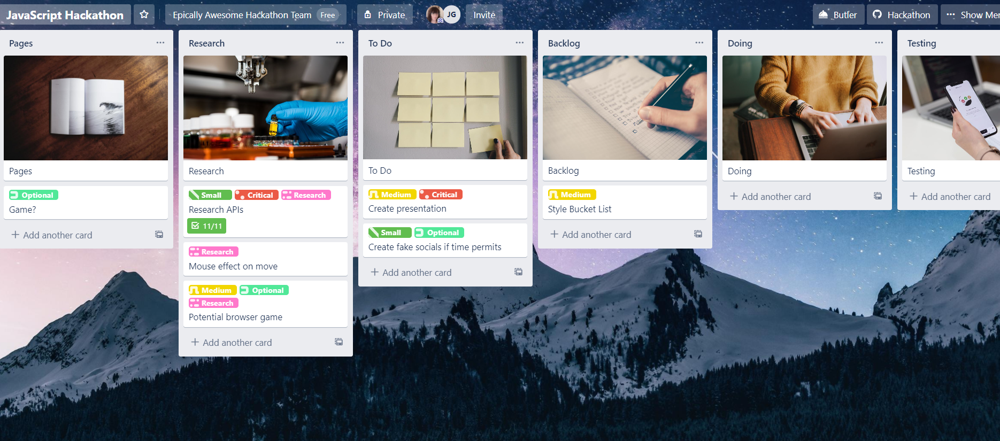 JavaScript Hackathon
Epically Awesome Hackathon Team Free
Private
JG
Invite
Butler
Hackathon
Show
Pages
Pages
Optional
Game?
Add another card
Research
Research
Small Critical Research
Research APIs
11/11
Research
Mouse effect on move
Medium Optional
Research
Potential browser game
Add another card
To Do
To Do
Medium Critical
Create presentation
Small Optional
Create fake socials if time permits
Add another card
Backlog
Backlog
Medium
Style Bucket List
Add another card
Doing
Doing
Add another card
Testing
Testing
Add another card